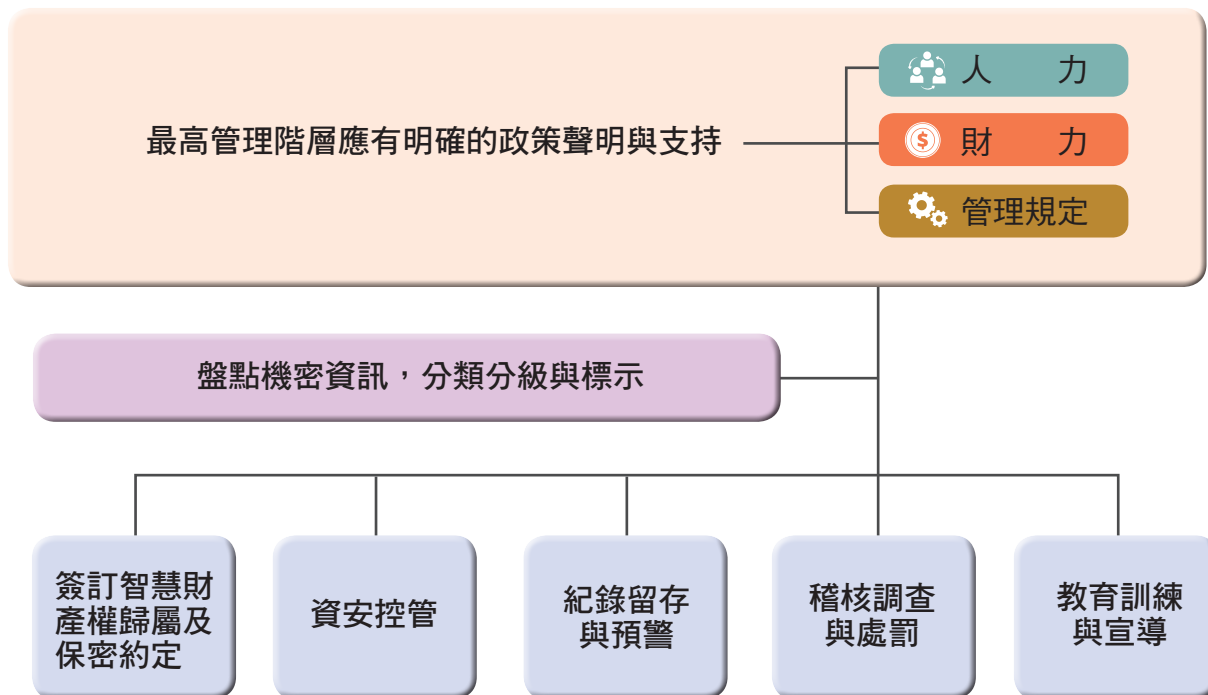 最高管理階層應有明確的政策聲明與支持
人 力
財 力
管理規定
盤點機密資訊，分類分級與標示
簽訂智慧財
產權歸屬及
保密約定
資安控管
紀錄留存
與預警
稽核調查
與處罰
教育訓練
與宣導